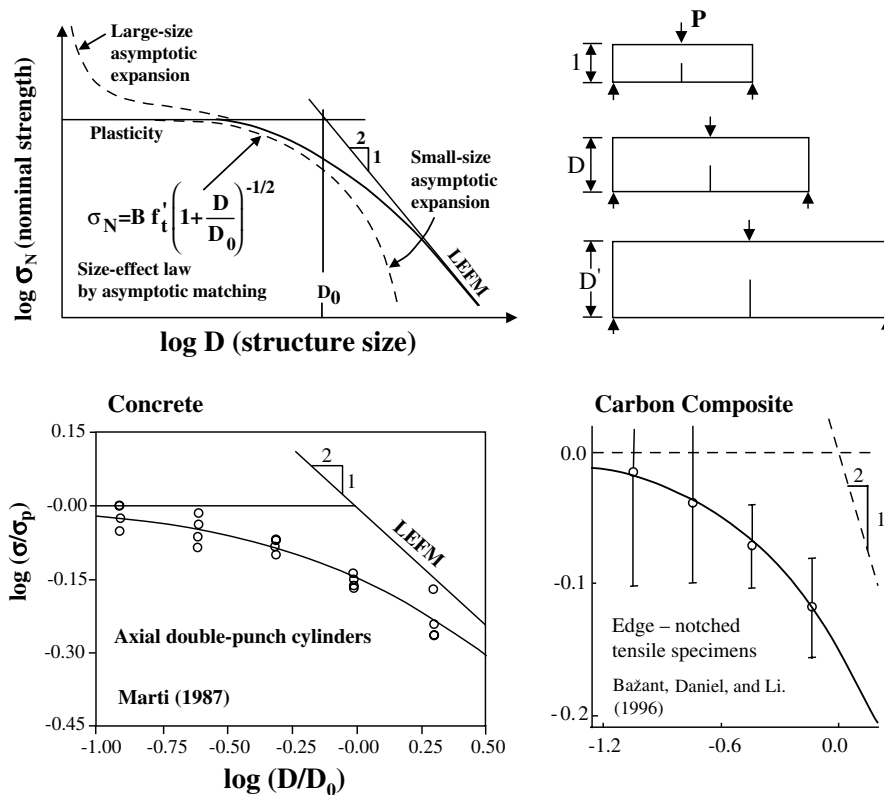 Large-size
asymptotic
expansion
Plasticity
2
1
Small-size
asymptotic
expansion
σN=B f't(1+D/D0)-1/2
Size-effect law
by asymptotic matching
D0
LEFM
log σN (nominal strength)
log D (structure size)
P
1
D
D'
Concrete
0.15
-0.00
-0.15
-0.30
-0.45
log (σ/σp)
2
1
LEFM
Axial double-punch cylinders
Marti (1987)
-1.00
-0.75
-0.50
-0.25
-0.00
0.25
0.50
log (D/D0)
Carbon Composite
0.0
-0.1
-0.2
2
1
Edge – notched
tensile specimens
Bažant, Daniel, and Li.
(1996)
-1.2
-0.6
0.0